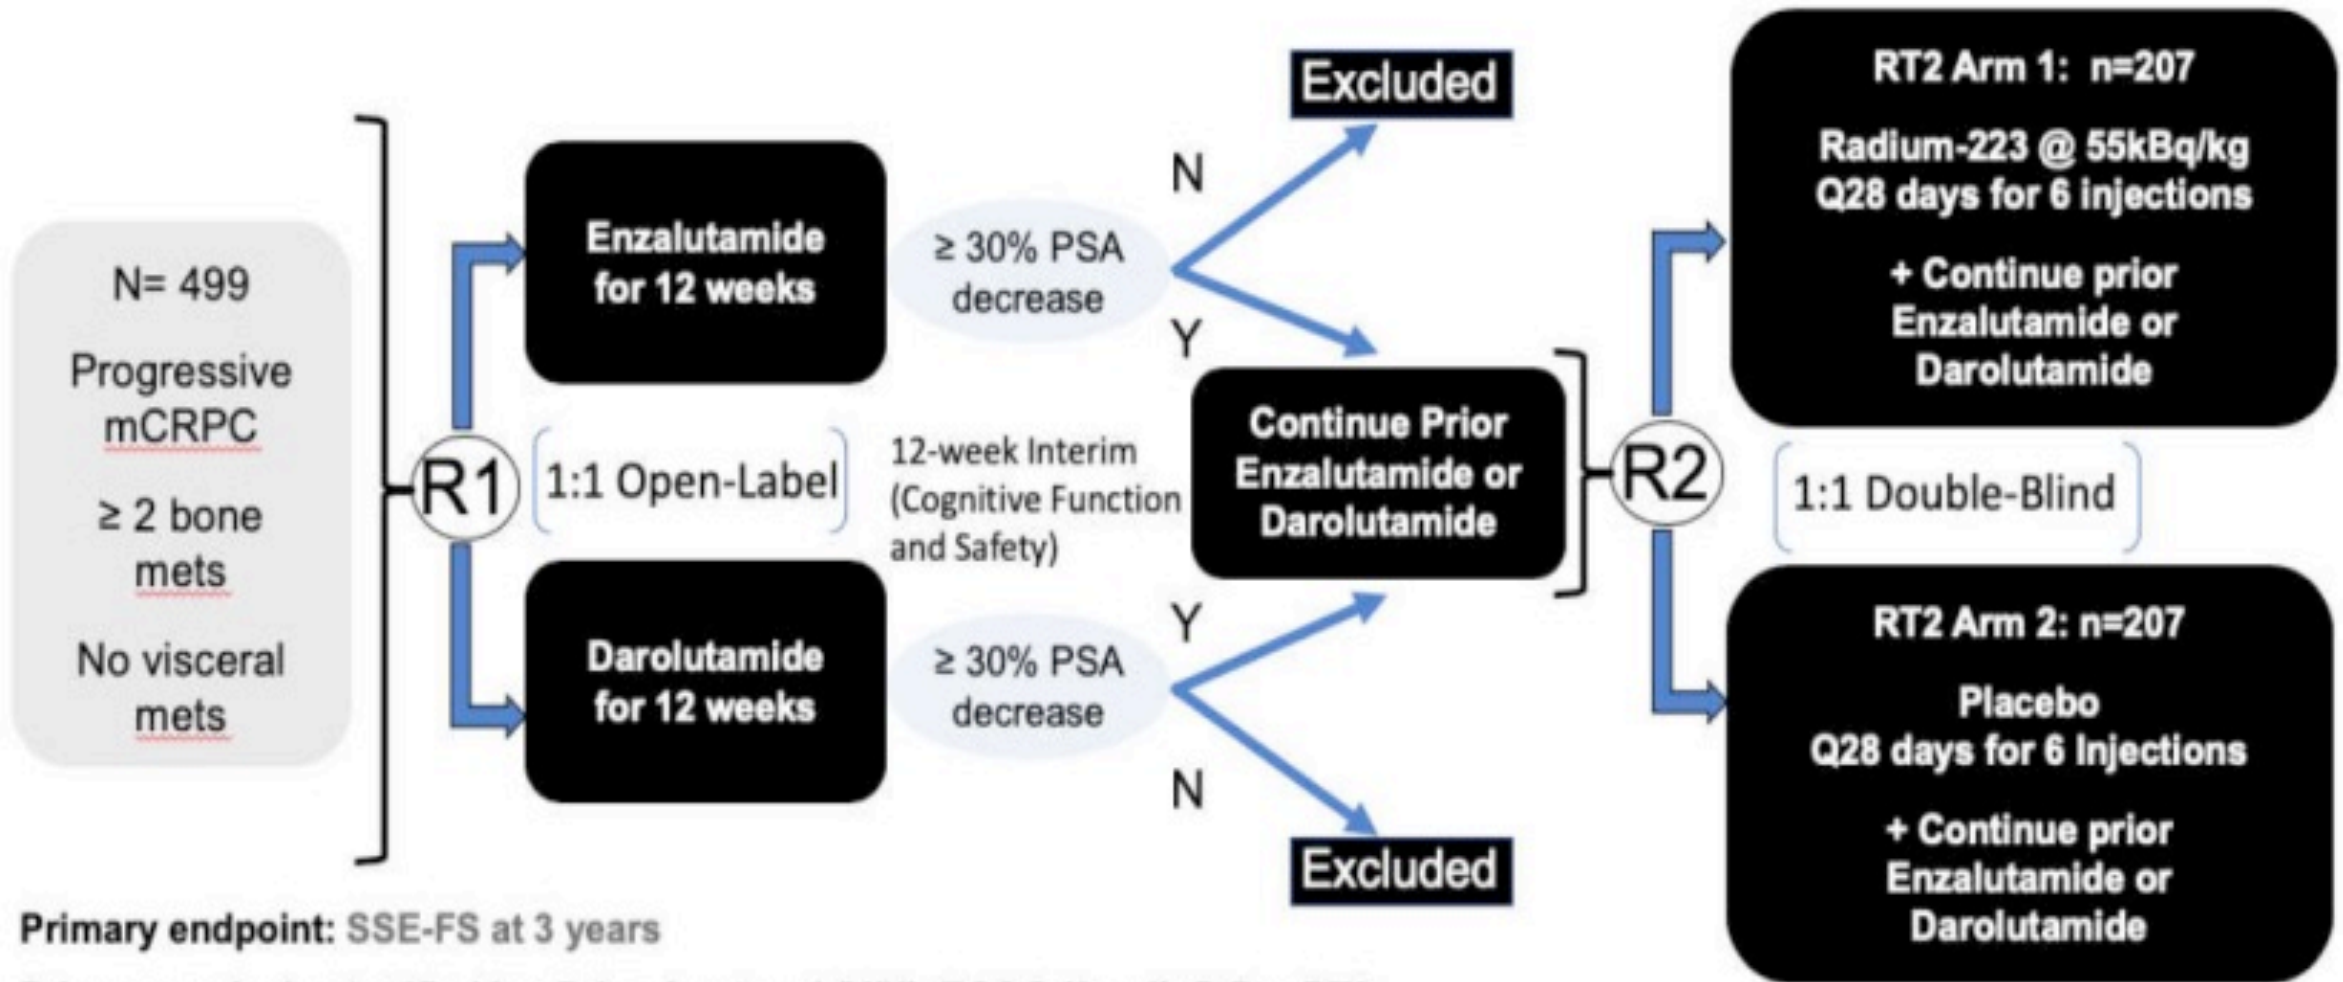 N= 499
Progressive
mCRPC
≥ 2 bone
mets
No visceral
mets
R1
1:1 Open-Label
Enzalutamide
for 12 weeks
Darolutamide
for 12 weeks
≥ 30% PSA
decrease
12-week Interim
(Cognitive Function
and Safety)
≥ 30% PSA
decrease
N
Y
Y
N
Excluded
Continue Prior
Enzalutamide or
Darolutamide
Excluded
R2
1:1 Double-Blind
RT2 Arm 1: n=207
Radium-223 @ 55kBq/kg
Q28 days for 6 injections
+ Continue prior
Enzalutamide or
Darolutamide
RT2 Arm 2: n=207
Placebo
Q28 days for 6 Injections
+ Continue prior
Enzalutamide or
Darolutamide
Primary endpoint: SSE-FS at 3 years